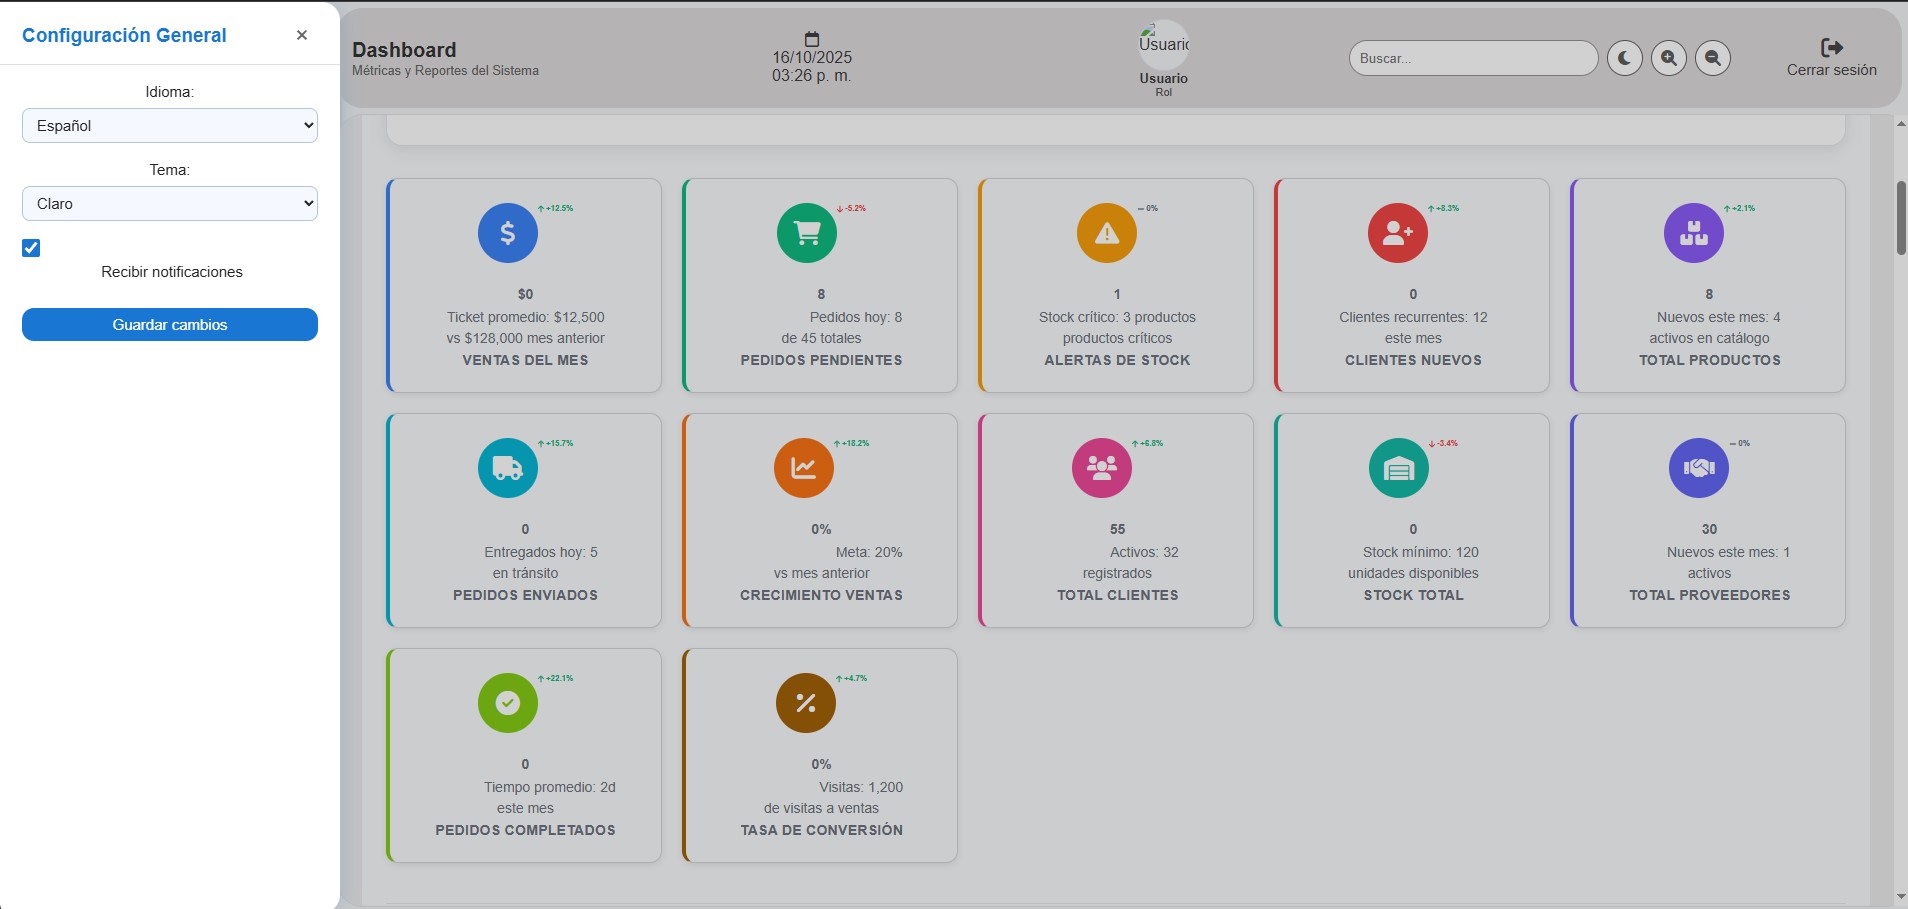 Configuración General
×
Idioma:
Español
Tema:
Claro
Recibir notificaciones
Guardar cambios
Dashboard
Métricas y Reportes del Sistema
16/10/2025
03:26 p. m.
Usuario
Usuario
Rol
Buscar...
Cerrar sesión
+12.5%
$0
Ticket promedio: $12,500
vs $128,000 mes anterior
VENTAS DEL MES
-5.2%
8
Pedidos hoy: 8
de 45 totales
PEDIDOS PENDIENTES
0%
1
Stock crítico: 3 productos
productos críticos
ALERTAS DE STOCK
+8.3%
0
Clientes recurrentes: 12
este mes
CLIENTES NUEVOS
+2.1%
8
Nuevos este mes: 4
activos en catálogo
TOTAL PRODUCTOS
+15.7%
0
Entregados hoy: 5
en tránsito
PEDIDOS ENVIADOS
+18.2%
0%
Meta: 20%
vs mes anterior
CRECIMIENTO VENTAS
+6.8%
55
Activos: 32
registrados
TOTAL CLIENTES
-3.4%
0
Stock mínimo: 120
unidades disponibles
STOCK TOTAL
0%
30
Nuevos este mes: 1
activos
TOTAL PROVEEDORES
+22.1%
0
Tiempo promedio: 2d
este mes
PEDIDOS COMPLETADOS
+4.7%
0%
Visitas: 1,200
de visitas a ventas
TASA DE CONVERSIÓN